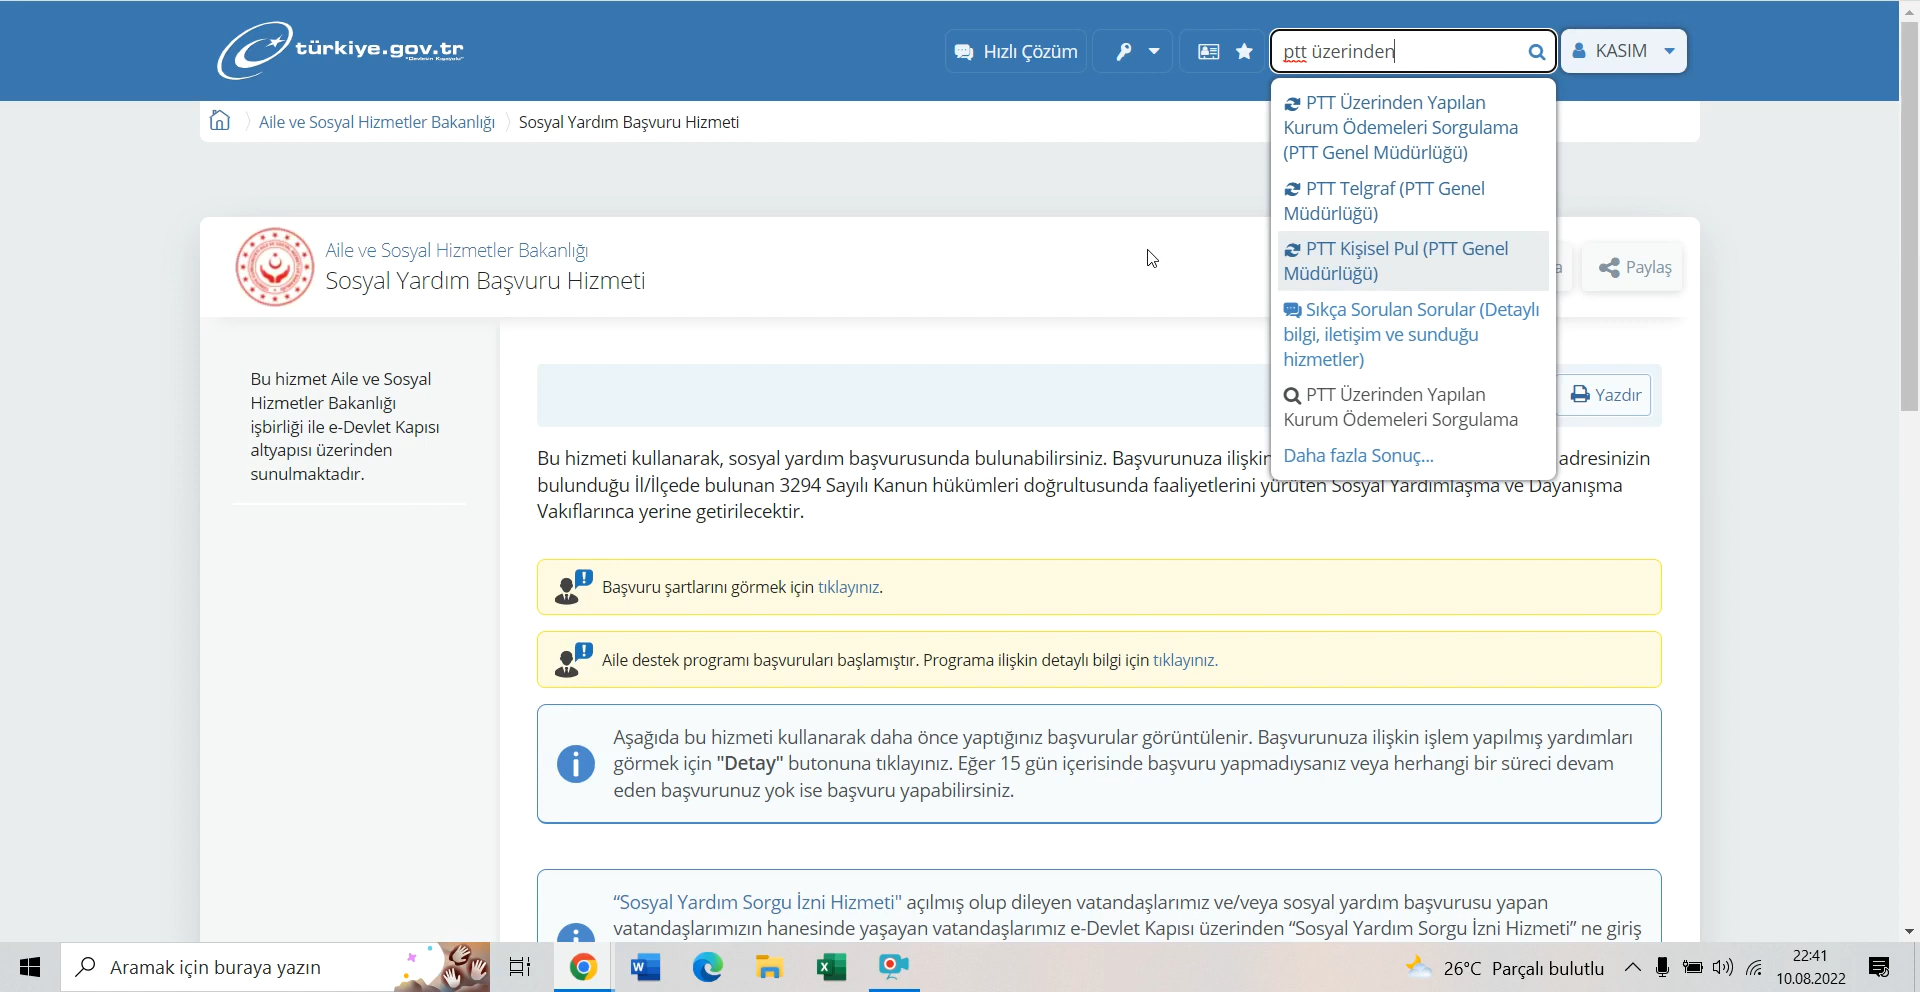 türkiye.gov.tr
Hızlı Çözüm
ptt üzerinden
KASIM
PTT Üzerinden Yapılan
Kurum Ödemeleri Sorgulama
(PTT Genel Müdürlüğü)
PTT Telgraf (PTT Genel
Müdürlüğü)
PTT Kişisel Pul (PTT Genel
Müdürlüğü)
Sıkça Sorulan Sorular (Detaylı
bilgi, iletişim ve sunduğu
hizmetler)
PTT Üzerinden Yapılan
Kurum Ödemeleri Sorgulama
Daha fazla Sonuç...
Aile ve Sosyal Hizmetler Bakanlığı
Sosyal Yardım Başvuru Hizmeti
Aile ve Sosyal Hizmetler Bakanlığı
Sosyal Yardım Başvuru Hizmeti
Paylaş
Bu hizmet Aile ve Sosyal
Hizmetler Bakanlığı
işbirliği ile e-Devlet Kapısı
altyapısı üzerinden
sunulmaktadır.
Yazdır
Bu hizmeti kullanarak, sosyal yardım başvurusunda bulunabilirsiniz. Başvurunuza ilişkin adresinizin
bulunduğu İl/İlçede bulunan 3294 Sayılı Kanun hükümleri doğrultusunda faaliyetlerini yürüten Sosyal Yardımlaşma ve Dayanışma
Vakıflarınca yerine getirilecektir.
Başvuru şartlarını görmek için tıklayınız.
Aile destek programı başvuruları başlamıştır. Programa ilişkin detaylı bilgi için tıklayınız.
Aşağıda bu hizmeti kullanarak daha önce yaptığınız başvurular görüntülenir. Başvurunuza ilişkin işlem yapılmış yardımları
görmek için "Detay" butonuna tıklayınız. Eğer 15 gün içerisinde başvuru yapmadıysanız veya herhangi bir süreci devam
eden başvurunuz yok ise başvuru yapabilirsiniz.
“Sosyal Yardım Sorgu İzni Hizmeti" açılmış olup dileyen vatandaşlarımız ve/veya sosyal yardım başvurusu yapan
vatandaşlarımızın hanesinde yaşayan vatandaşlarımız e-Devlet Kapısı üzerinden “Sosyal Yardım Sorgu İzni Hizmeti” ne giriş
Aramak için buraya yazın
26°C Parçalı bulutlu
22:41
10.08.2022